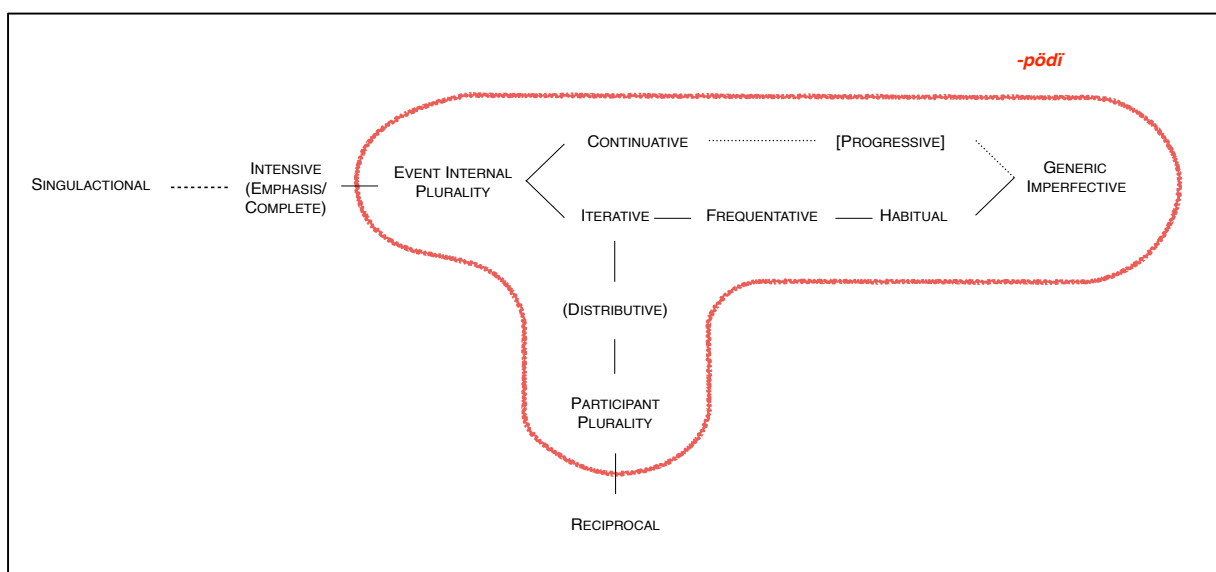 -pödï
CONTINUATIVE
[PROGRESSIVE]
SINGULACTIONAL
INTENSIVE
(EMPHASIS/
COMPLETE)
EVENT INTERNAL
PLURALITY
GENERIC
IMPERFECTIVE
ITERATIVE
FREQUENTATIVE
HABITUAL
(DISTRIBUTIVE)
PARTICIPANT
PLURALITY
RECIPROCAL